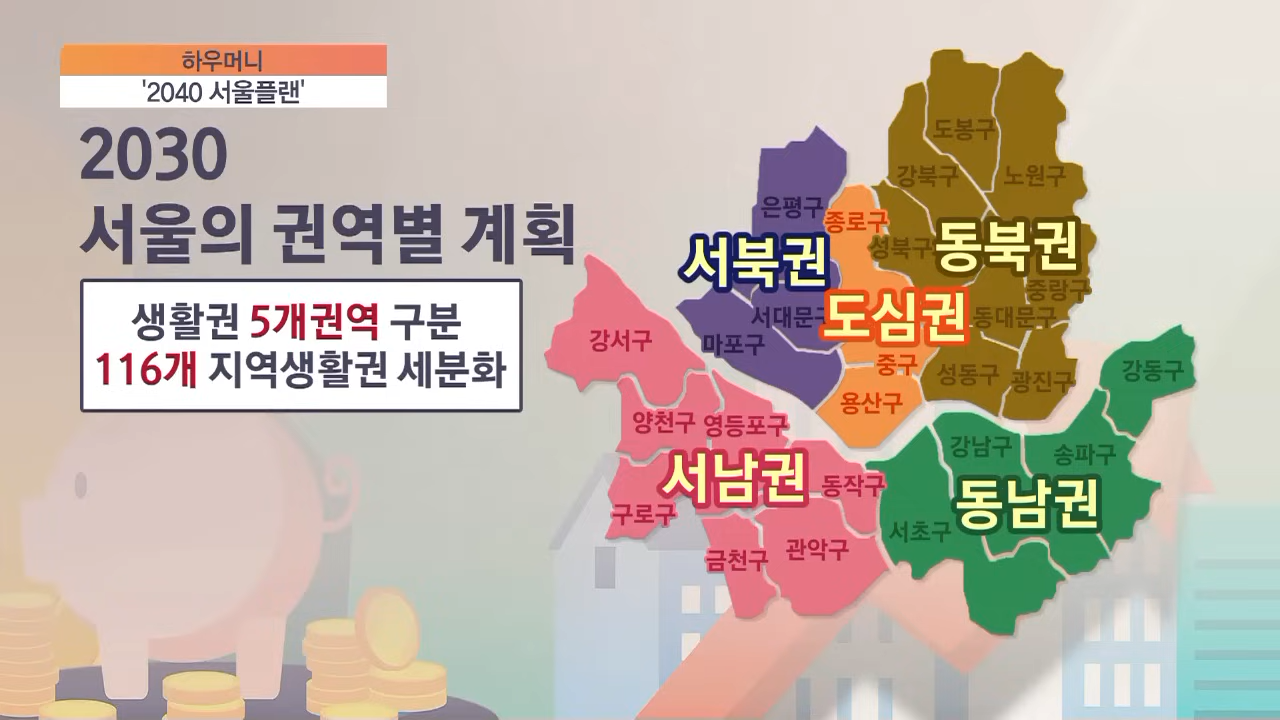 하우머니
'2040 서울플랜'
2030
서울의 권역별 계획
생활권 5개권역 구분
116개 지역생활권 세분화
도봉구
강북구
노원구
은평구
종로구
성북구
동북권
서북권
중랑구
서대문구
도심권
동대문구
마포구
강서구
중구
성동구
광진구
강동구
용산구
양천구
영등포구
강남구
송파구
서남권
동작구
동남권
구로구
서초구
금천구
관악구